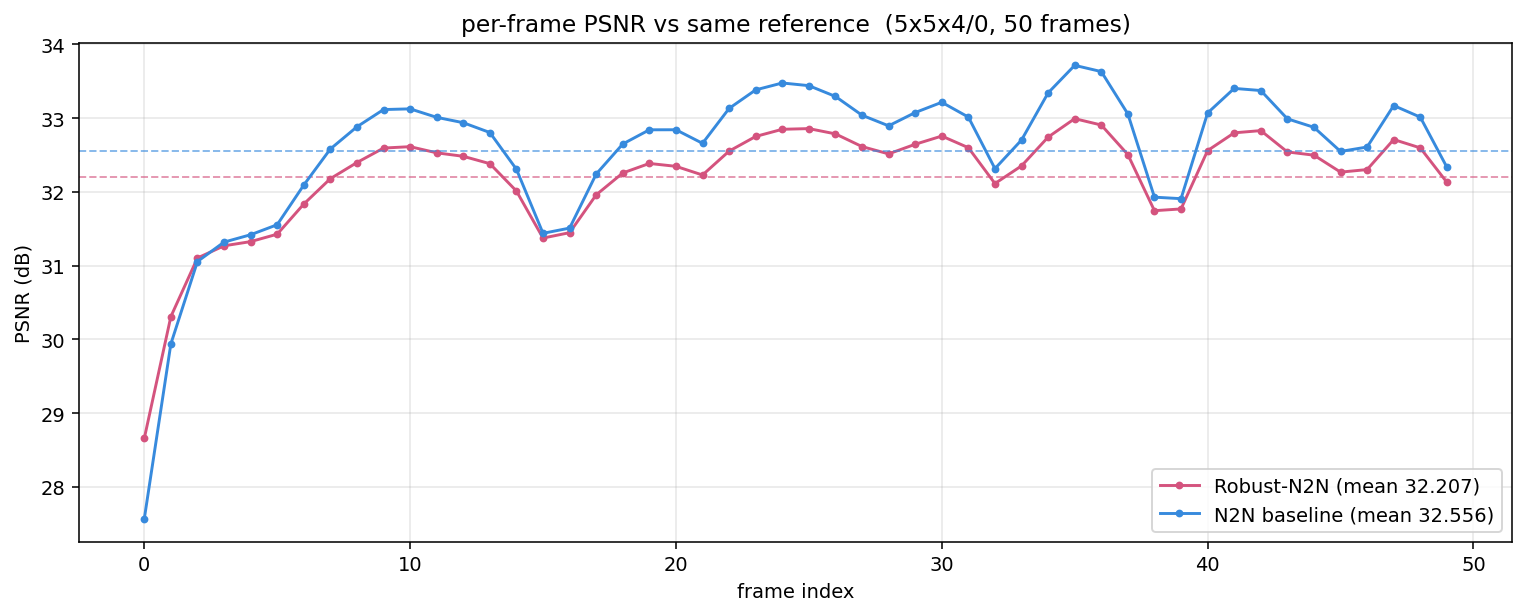 per-frame PSNR vs same reference  (5x5x4/0, 50 frames)
34
33
32
31
30
29
28
PSNR (dB)
0 10 20 30 40 50
frame index
Robust-N2N (mean 32.207)
N2N baseline (mean 32.556)